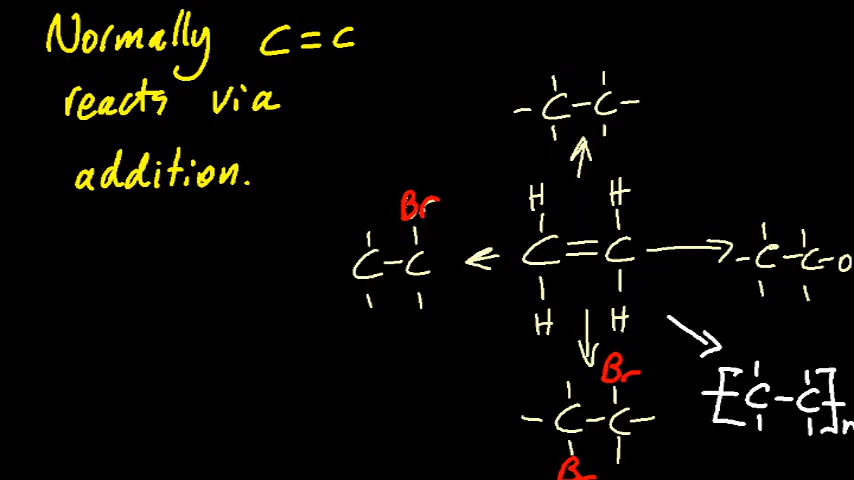 Normally C=C
reacts via
addition.
-C-C-
H H
Br
C-C
C=C
-C-C-O
H H
Br
-C-C-
Br
[C-C]n